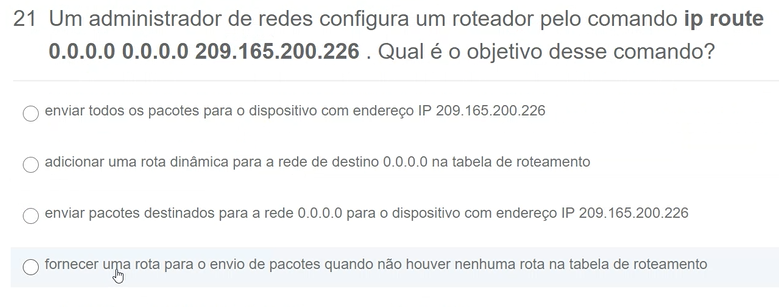 21 Um administrador de redes configura um roteador pelo comando ip route
0.0.0.0 0.0.0.0 209.165.200.226 . Qual é o objetivo desse comando?
enviar todos os pacotes para o dispositivo com endereço IP 209.165.200.226
adicionar uma rota dinâmica para a rede de destino 0.0.0.0 na tabela de roteamento
enviar pacotes destinados para a rede 0.0.0.0 para o dispositivo com endereço IP 209.165.200.226
fornecer uma rota para o envio de pacotes quando não houver nenhuma rota na tabela de roteamento